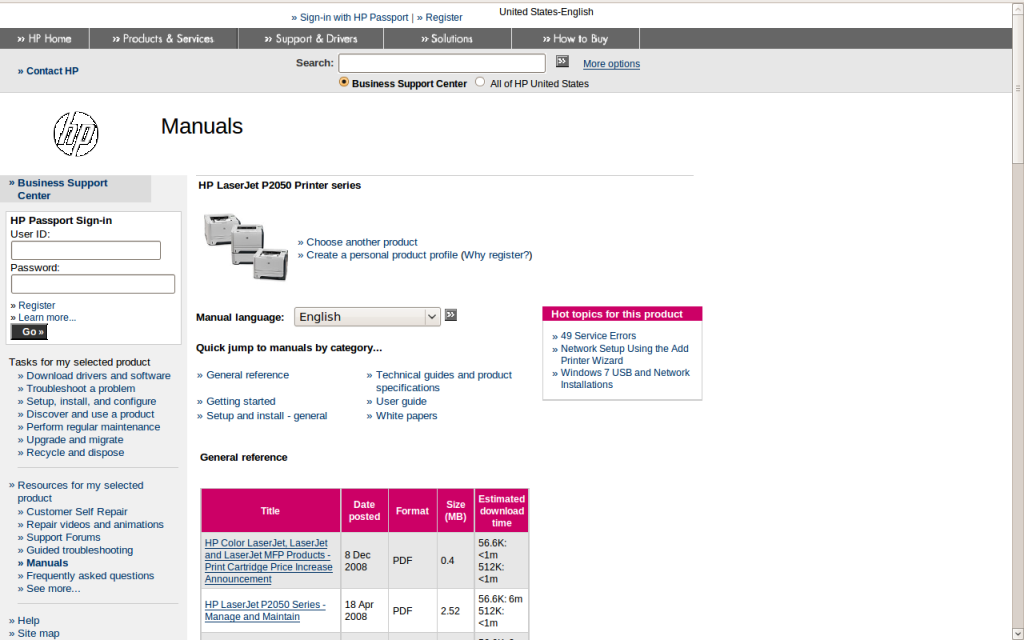 » Sign-in with HP Passport | » Register
United States-English
» HP Home
» Products & Services
» Support & Drivers
» Solutions
» How to Buy
» Contact HP
Search:
» More options
Business Support Center
All of HP United States
hp
Manuals
» Business Support
Center
HP Passport Sign-in
User ID:
Password:
» Register
» Learn more...
Go »
Tasks for my selected product
» Download drivers and software
» Troubleshoot a problem
» Setup, install, and configure
» Discover and use a product
» Perform regular maintenance
» Upgrade and migrate
» Recycle and dispose
» Resources for my selected
product
» Customer Self Repair
» Repair videos and animations
» Support Forums
» Guided troubleshooting
» Manuals
» Frequently asked questions
» See more...
» Help
» Site map
HP LaserJet P2050 Printer series
» Choose another product
» Create a personal product profile (Why register?)
Manual language:
English
»
Quick jump to manuals by category...
» General reference
» Technical guides and product
specifications
» Getting started
» User guide
» Setup and install - general
» White papers
Hot topics for this product
» 49 Service Errors
» Network Setup Using the Add
Printer Wizard
» Windows 7 USB and Network
Installations
General reference
Title
Date
posted
Format
Size
(MB)
Estimated
download
time
HP Color LaserJet, LaserJet
and LaserJet MFP Products -
Print Cartridge Price Increase
Announcement
8 Dec
2008
PDF
0.4
56.6K:
<1m
512K:
<1m
HP LaserJet P2050 Series -
Manage and Maintain
18 Apr
2008
PDF
2.52
56.6K: 6m
512K:
<1m